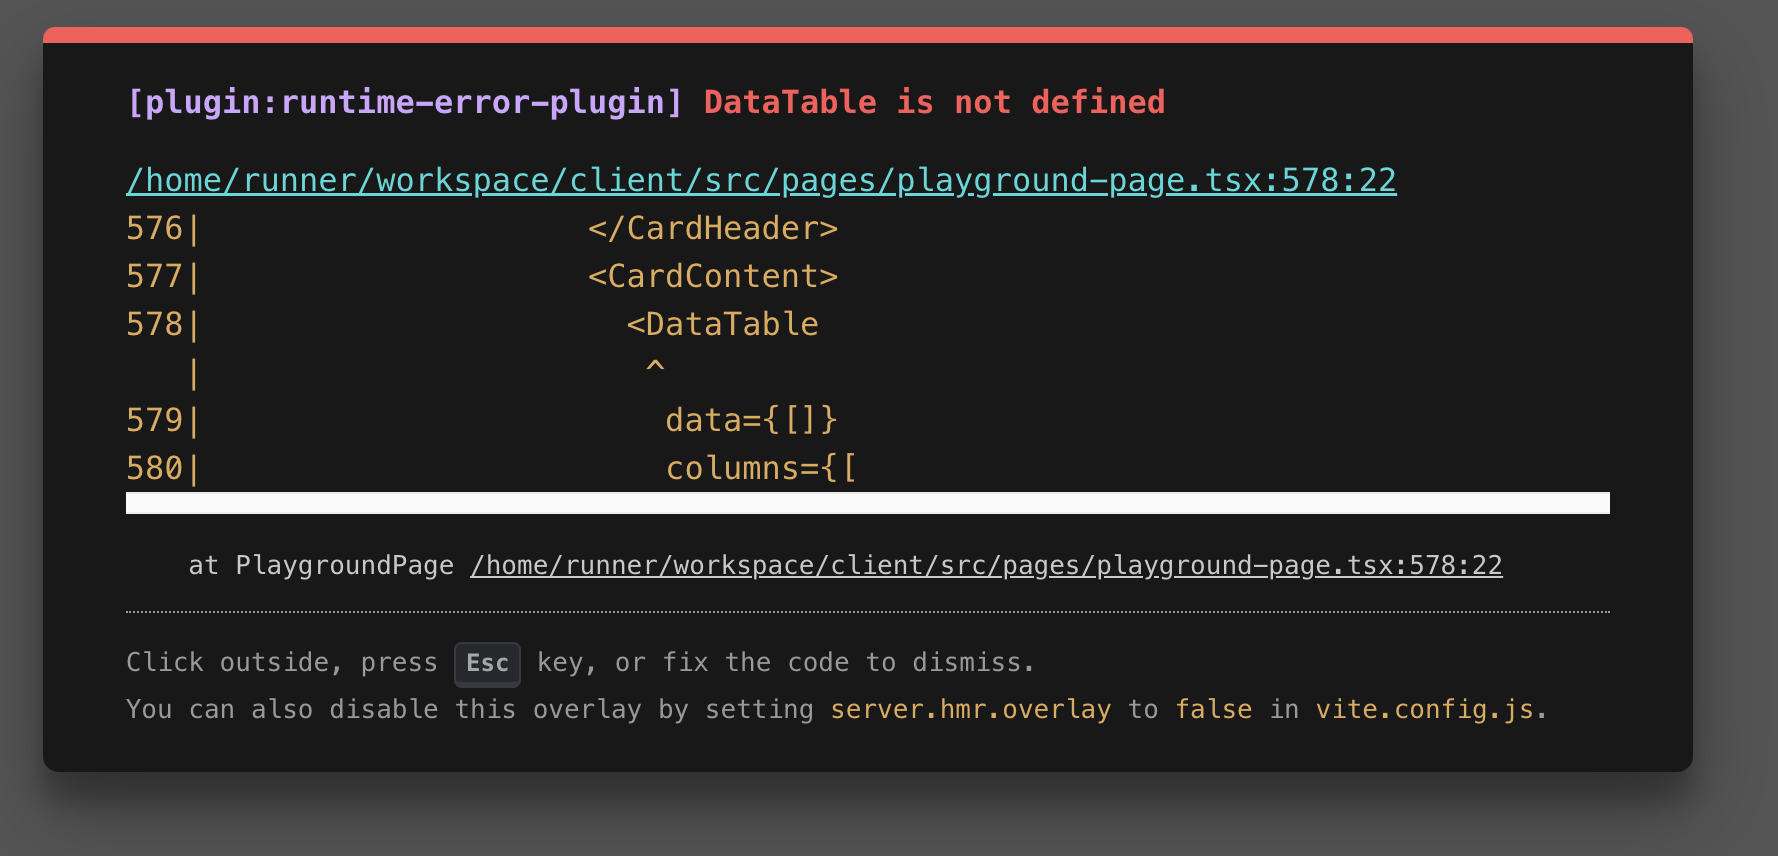 [plugin:runtime-error-plugin] DataTable is not defined
/home/runner/workspace/client/src/pages/playground-page.tsx:578:22
576|                    </CardHeader>
577|                    <CardContent>
578|                      <DataTable
   |                       ^
579|                        data={[]}
580|                        columns={[
at PlaygroundPage /home/runner/workspace/client/src/pages/playground-page.tsx:578:22
Click outside, press Esc key, or fix the code to dismiss.
You can also disable this overlay by setting server.hmr.overlay to false in vite.config.js.